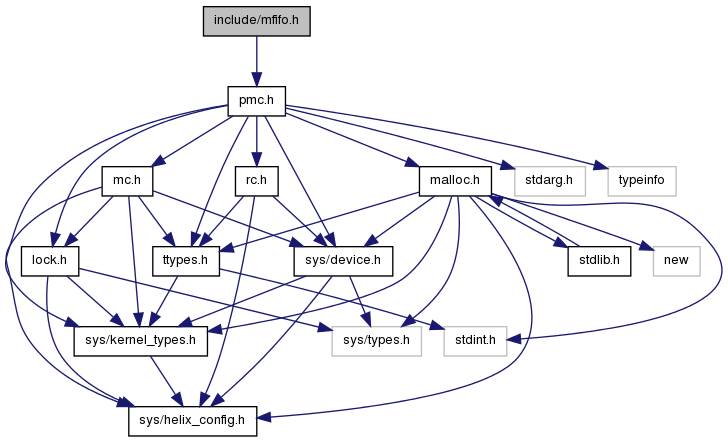 include/mfifo.h
pmc.h
mc.h
rc.h
malloc.h
stdarg.h
typeinfo
lock.h
ttypes.h
sys/device.h
stdlib.h
new
sys/kernel_types.h
sys/types.h
stdint.h
sys/helix_config.h